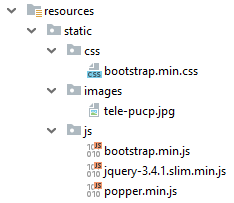 resources
static
css
bootstrap.min.css
images
tele-pucp.jpg
js
bootstrap.min.js
jquery-3.4.1.slim.min.js
popper.min.js